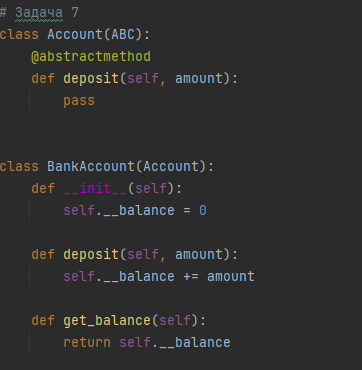 # Задача 7
class Account(ABC):
    @abstractmethod
    def deposit(self, amount):
        pass
class BankAccount(Account):
    def __init__(self):
        self.__balance = 0
    def deposit(self, amount):
        self.__balance += amount
    def get_balance(self):
        return self.__balance